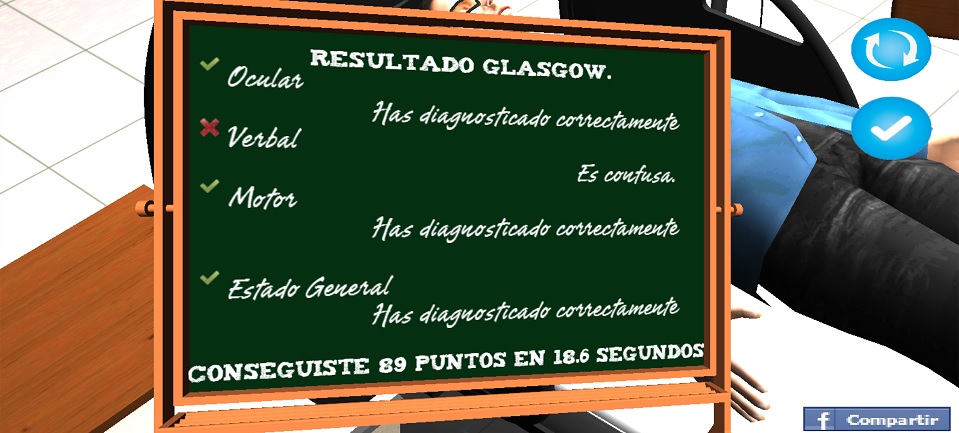 RESULTADO GLASGOW.
Ocular
Has diagnosticado correctamente
Verbal
Es confusa.
Motor
Has diagnosticado correctamente
Estado General
Has diagnosticado correctamente
CONSEGUISTE 89 PUNTOS EN 18.6 SEGUNDOS
f Compartir